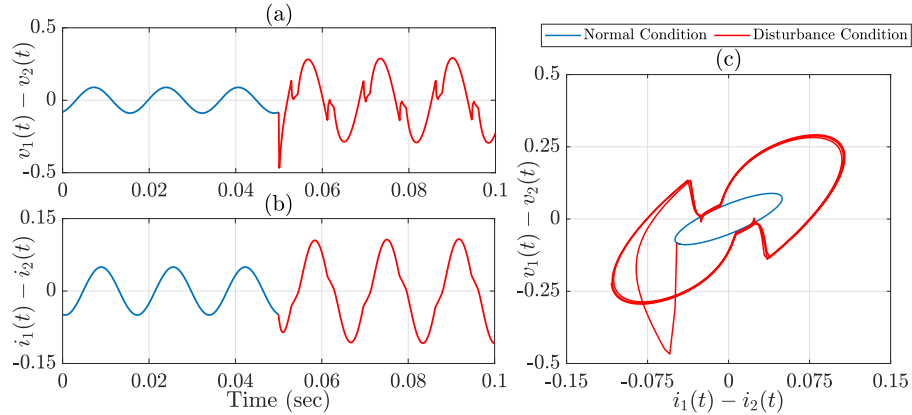 (a)
0.5
0
-0.5
v₁(t) − v₂(t)
0 0.02 0.04 0.06 0.08 0.1
(b)
0.15
0
-0.15
i₁(t) − i₂(t)
0 0.02 0.04 0.06 0.08 0.1
Time (sec)
Normal Condition Disturbance Condition
(c)
0.5
0.25
0
-0.25
-0.5
v₁(t) − v₂(t)
-0.15 -0.075 0 0.075 0.15
i₁(t) − i₂(t)